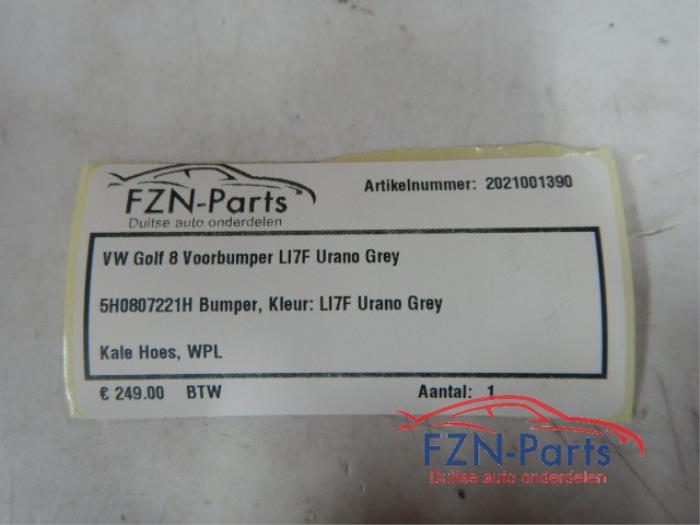 FZN-Parts
Duitse auto onderdelen
Artikelnummer: 2021001390
VW Golf 8 Voorbumper LI7F Urano Grey
5H0807221H Bumper, Kleur: LI7F Urano Grey
Kale Hoes, WPL
€ 249.00 BTW Aantal: 1
FZN-Parts
Duitse auto onderdelen